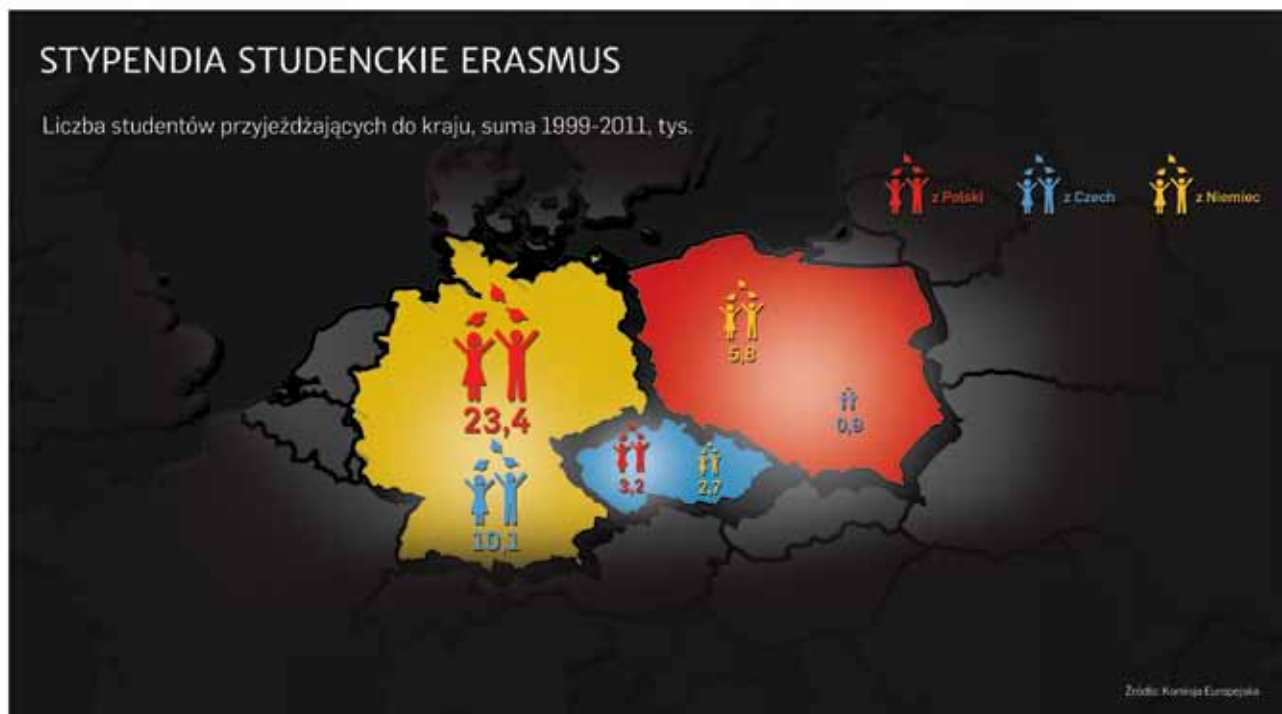 STYPENDIA STUDENCKIE ERASMUS
Liczba studentów przyjeżdżających do kraju, suma 1999-2011, tys.
z Polski
z Czech
z Niemiec
5,8
23,4
0,9
3,2
2,7
10,1
Źródło: Komisja Europejska